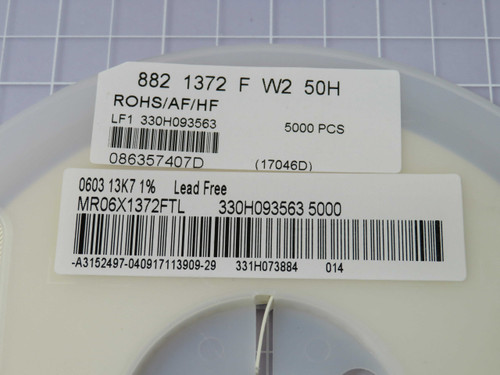 882 1372 F W2 50H
ROHS/AF/HF
LF1 330H093563 5000 PCS
086357407D (17046D)
0603 13K7 1% Lead Free
MR06X1372FTL 330H093563 5000
-A3152497-040917113909-29 331H073884 014